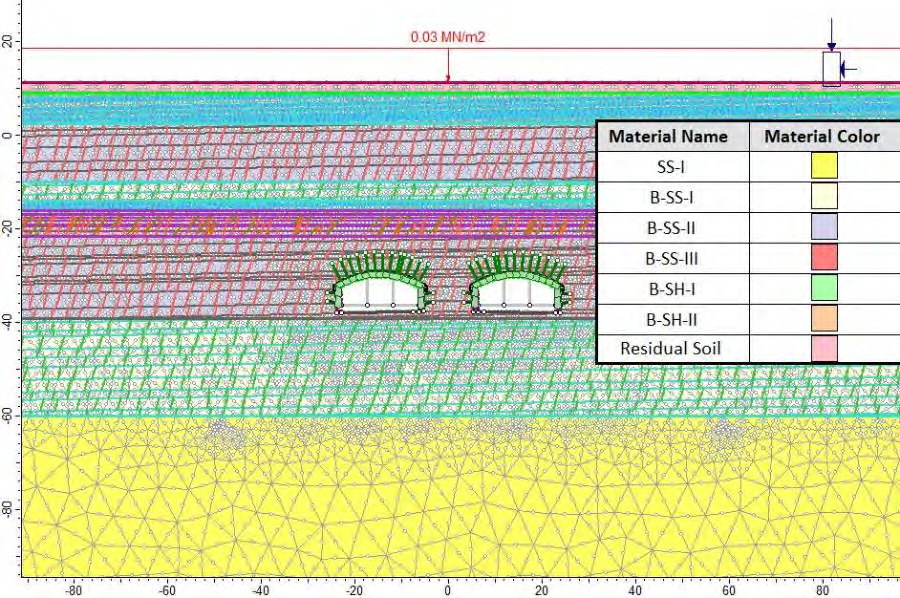 0.03 MN/m2
20
0
-20
-40
-60
-80
Material Name Material Color
SS-I
B-SS-I
B-SS-II
B-SS-III
B-SH-I
B-SH-II
Residual Soil
-80 -60 -40 -20 0 20 40 60 80